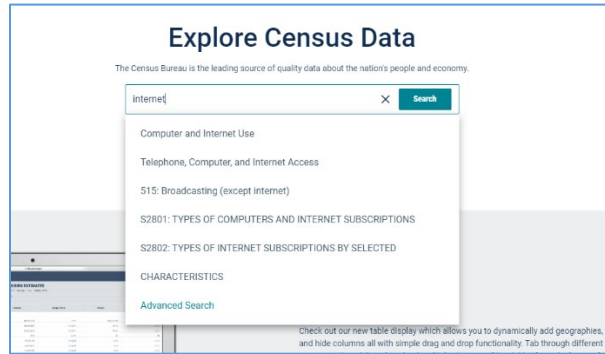 Explore Census Data
The Census Bureau is the leading source of quality data about the nation's people and economy.
internet
Search
Computer and Internet Use
Telephone, Computer, and Internet Access
515: Broadcasting (except internet)
S2801: TYPES OF COMPUTERS AND INTERNET SUBSCRIPTIONS
S2802: TYPES OF INTERNET SUBSCRIPTIONS BY SELECTED
CHARACTERISTICS
Advanced Search
Check out our new table display which allows you to dynamically add geographies,
and hide columns all with simple drag and drop functionality. Tab through different